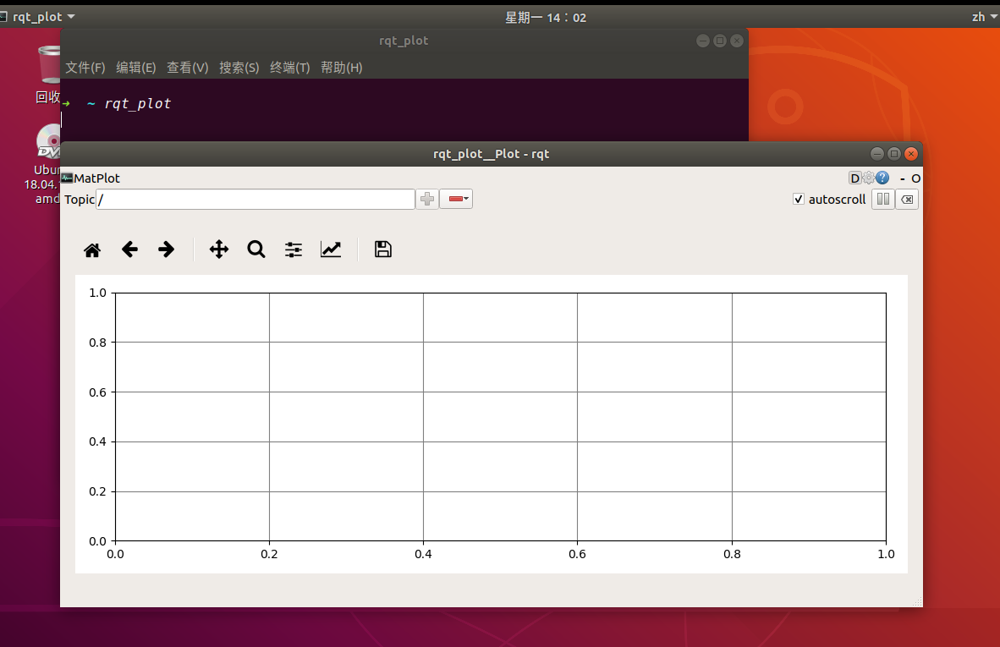 rqt_plot
星期一 14：02
zh
rqt_plot
文件(F) 编辑(E) 查看(V) 搜索(S) 终端(T) 帮助(H)
回收
➜ ~ rqt_plot
Ubu
18.04.
amd
rqt_plot__Plot - rqt
MatPlot
D
- O
Topic /
autoscroll
1.0
0.8
0.6
0.4
0.2
0.0
0.0 0.2 0.4 0.6 0.8 1.0